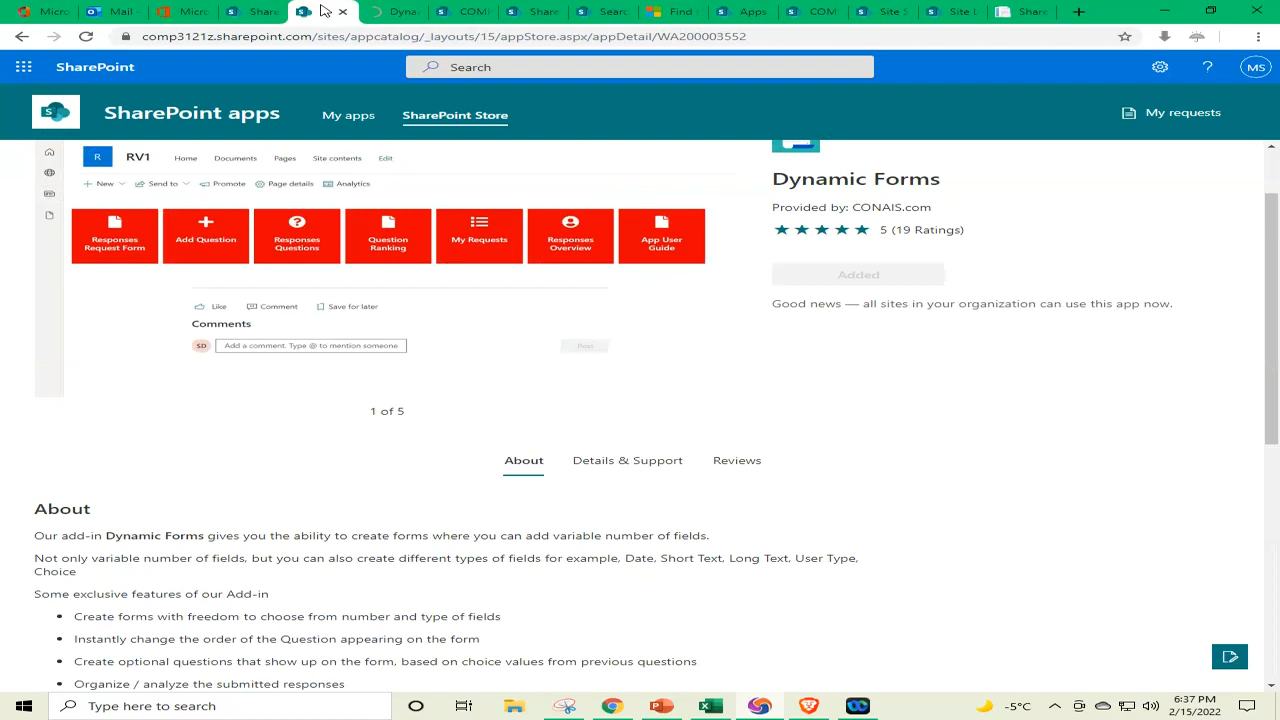 Micro
Mail -
Micro
Share
Dyna
COMI
Share
Searc
Find
Apps
COM
Site S
Site L
Share
comp3121z.sharepoint.com/sites/appcatalog/_layouts/15/appStore.aspx/appDetail/WA200003552
SharePoint
Search
MS
SharePoint apps
My apps
SharePoint Store
My requests
R
RV1
Home
Documents
Pages
Site contents
Edit
New
Send to
Promote
Page details
Analytics
Responses
Request Form
Add Question
Responses
Questions
Question
Ranking
My Requests
Responses
Overview
App User
Guide
Like
Comment
Save for later
Comments
SD
Add a comment. Type @ to mention someone.
Post
1 of 5
Dynamic Forms
Provided by: CONAIS.com
5 (19 Ratings)
Added
Good news — all sites in your organization can use this app now.
About
Details & Support
Reviews
About
Our add-in Dynamic Forms gives you the ability to create forms where you can add variable number of fields.
Not only variable number of fields, but you can also create different types of fields for example, Date, Short Text, Long Text, User Type,
Choice
Some exclusive features of our Add-in
• Create forms with freedom to choose from number and type of fields
• Instantly change the order of the Question appearing on the form
• Create optional questions that show up on the form, based on choice values from previous questions
• Organize / analyze the submitted responses
Type here to search
-5°C
6:37 PM
2/15/2022